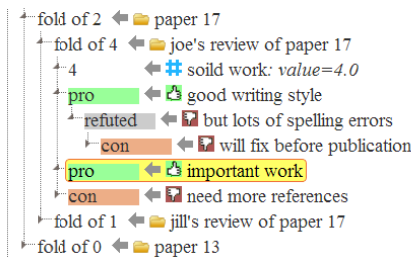 fold of 2 paper 17
fold of 4 joe's review of paper 17
4 # soild work: value=4.0
pro good writing style
refuted but lots of spelling errors
con will fix before publication
pro important work
con need more references
fold of 1 jill's review of paper 17
fold of 0 paper 13